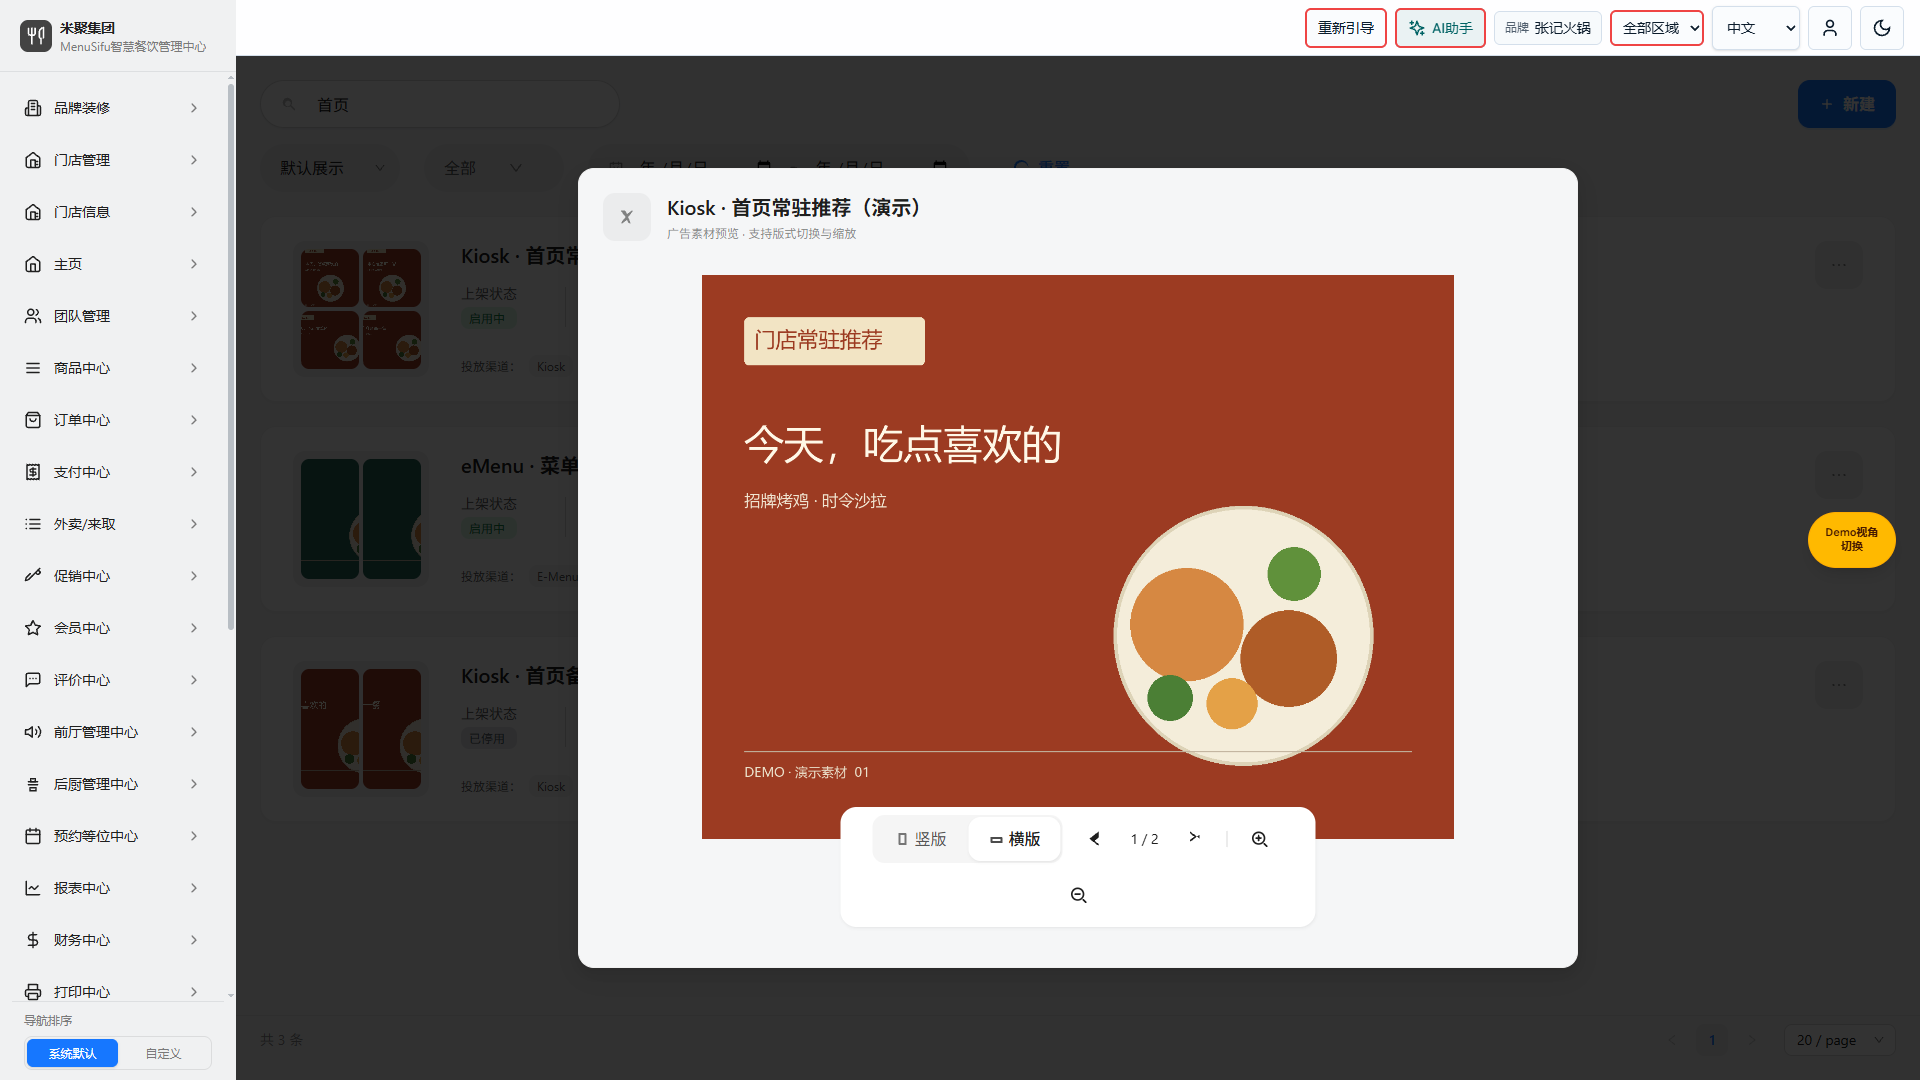 米聚集团
MenuSifu智慧餐饮管理中心
重新引导
AI助手
品牌 张记火锅
全部区域
中文
品牌装修
门店管理
门店信息
主页
团队管理
商品中心
订单中心
支付中心
外卖/来取
促销中心
会员中心
评价中心
前厅管理中心
后厨管理中心
预约等位中心
报表中心
财务中心
打印中心
导航排序
系统默认
自定义
首页
+ 新建
默认展示
全部
年 /月/日
-
年 /月/日
重置
Kiosk · 首页常
上架状态
启用中
投放渠道：
Kiosk
eMenu · 菜单
上架状态
启用中
投放渠道：
E-Menu
Kiosk · 首页备
上架状态
已停用
投放渠道：
Kiosk
Kiosk · 首页常驻推荐（演示）
广告素材预览 · 支持版式切换与缩放
门店常驻推荐
今天，吃点喜欢的
招牌烤鸡 · 时令沙拉
DEMO · 演示素材 01
竖版
横版
1 / 2
Demo视角
切换
共 3 条
1
20 / page